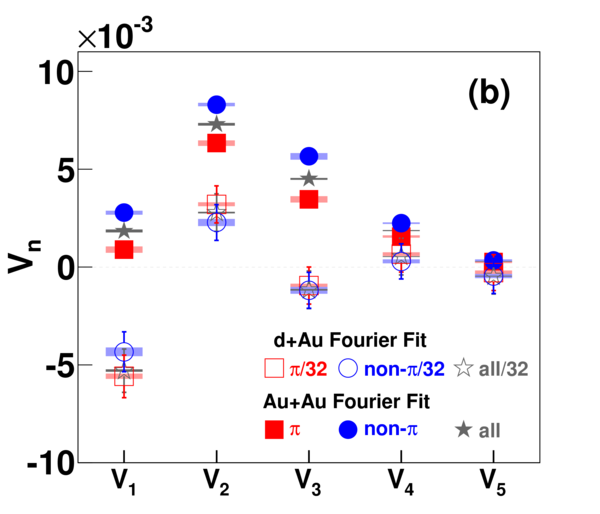 ×10⁻³
10
(b)
5
Vₙ
0
d+Au Fourier Fit
π/32 non-π/32 all/32
-5
Au+Au Fourier Fit
π non-π all
-10
V₁ V₂ V₃ V₄ V₅